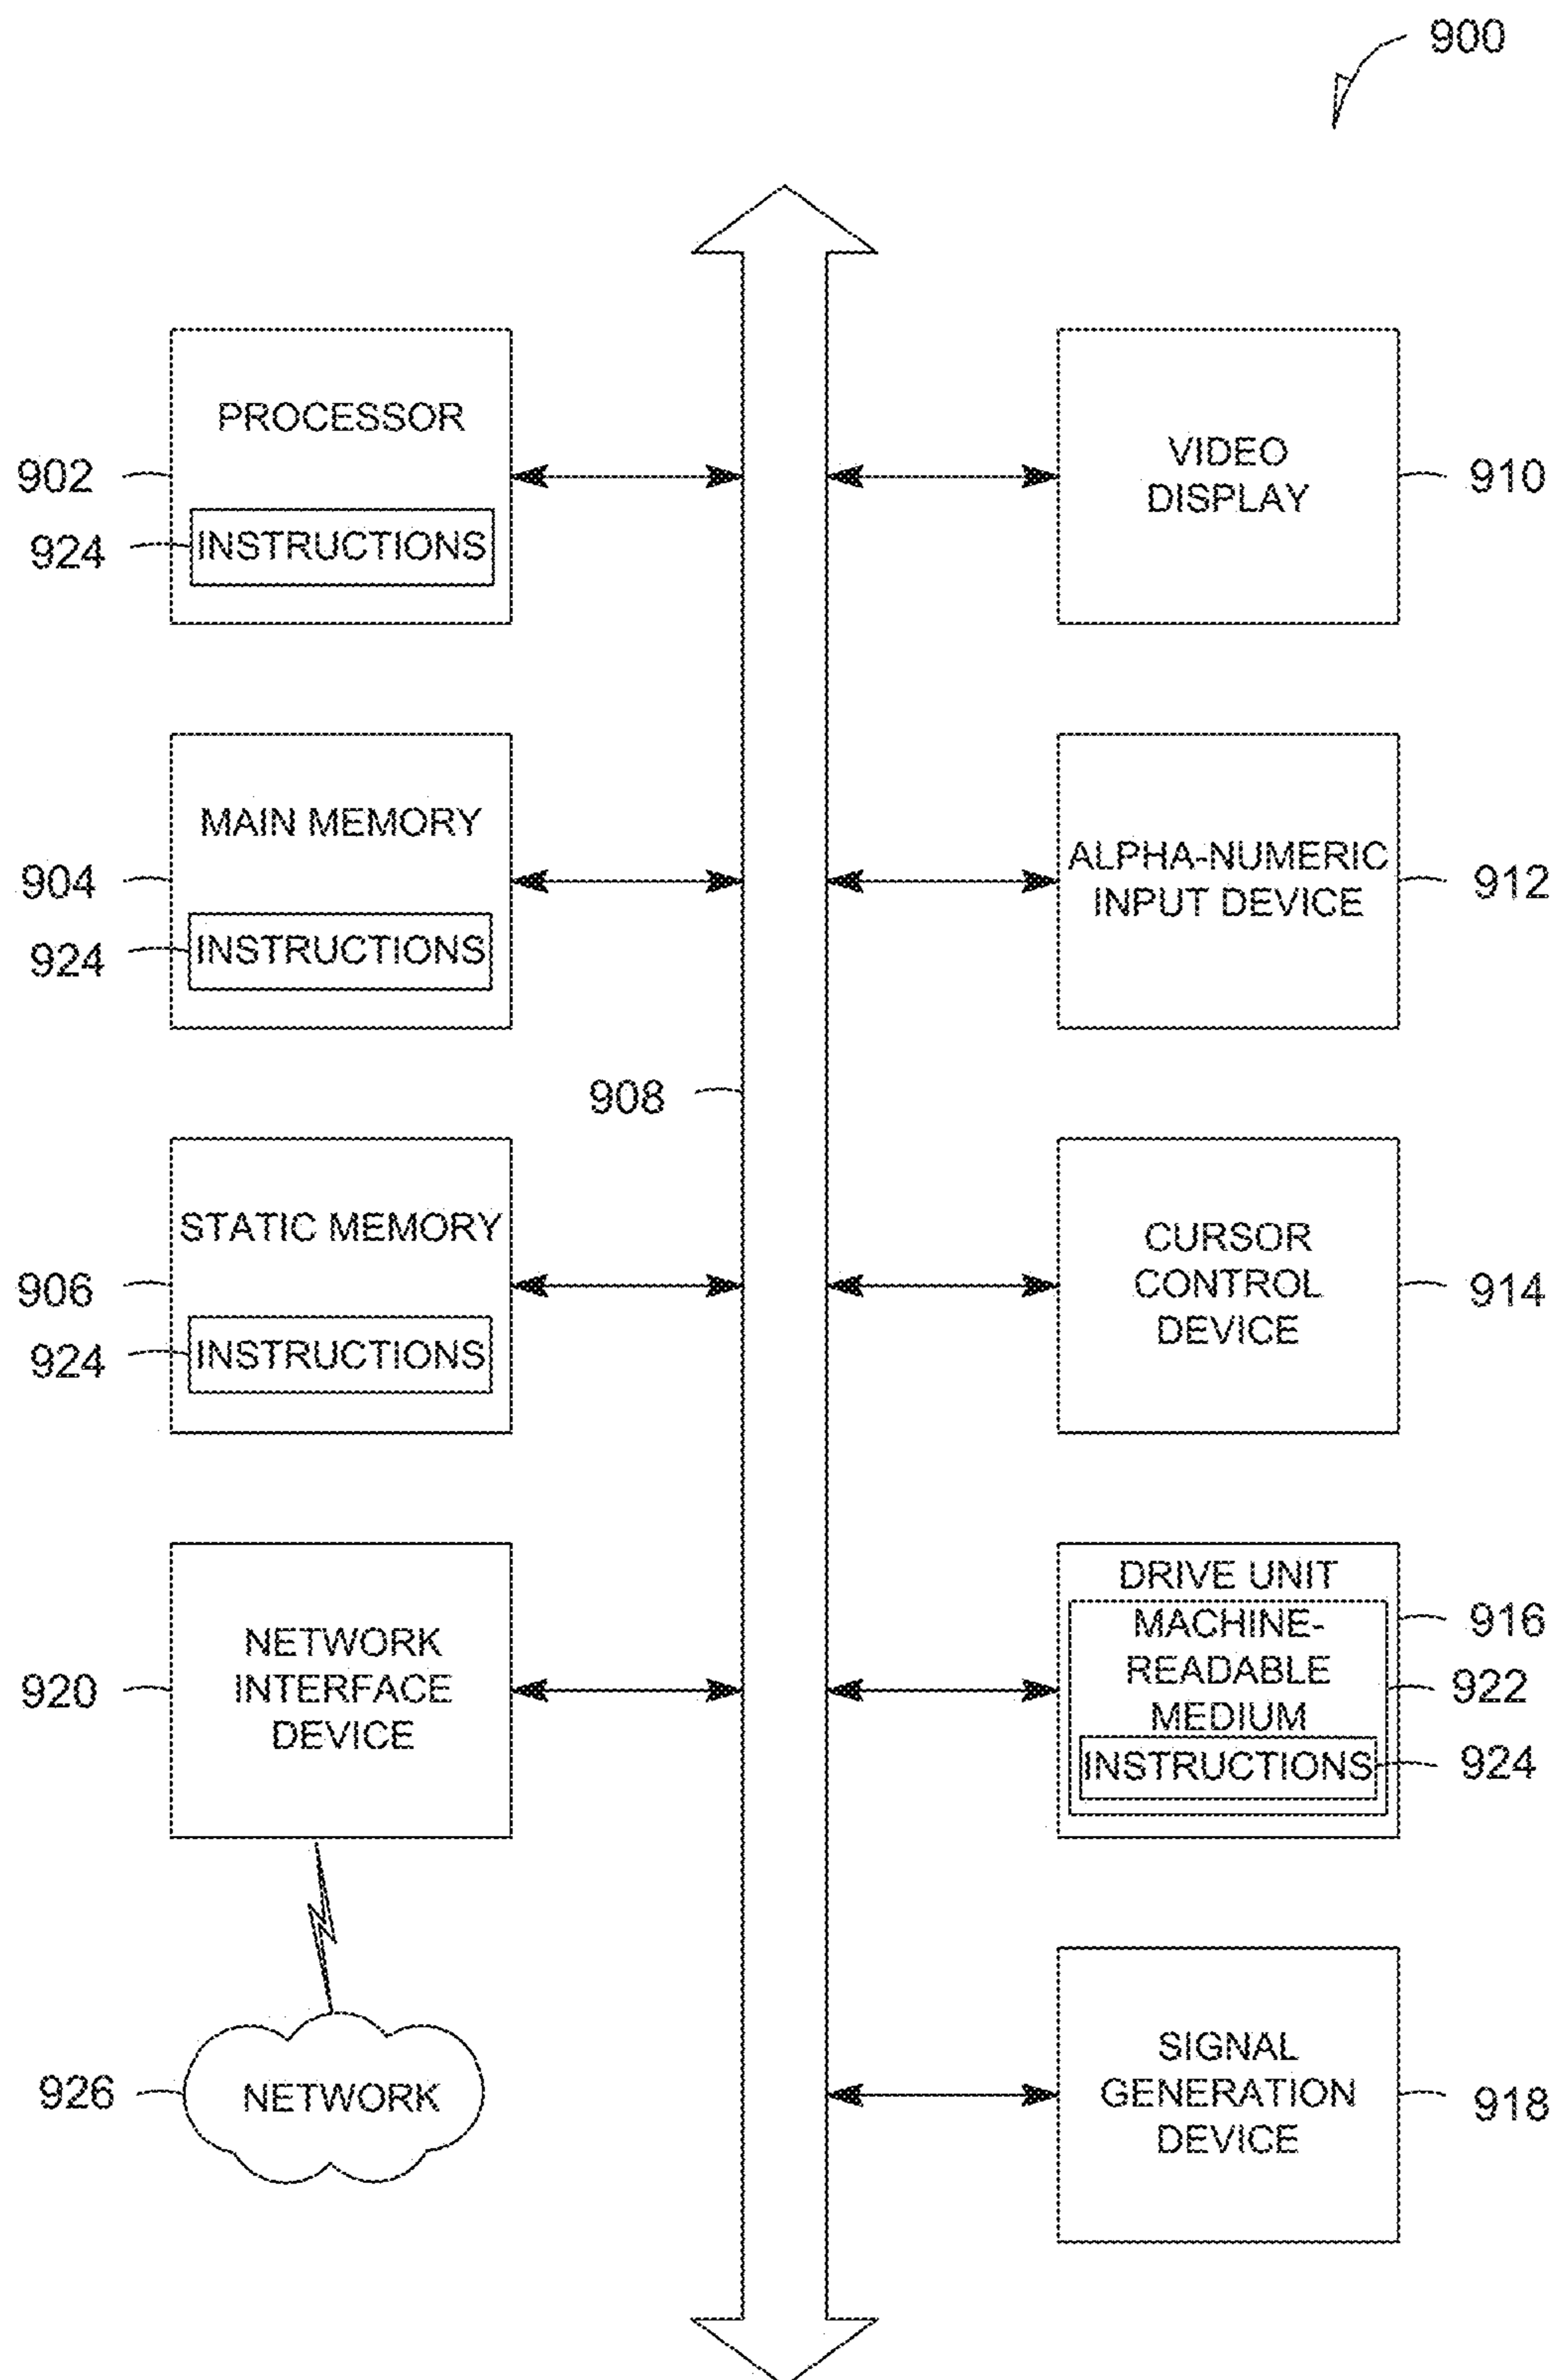 900
PROCESSOR
902
924
INSTRUCTIONS
VIDEO
DISPLAY
910
MAIN MEMORY
904
924
INSTRUCTIONS
ALPHA-NUMERIC
INPUT DEVICE
912
908
STATIC MEMORY
906
924
INSTRUCTIONS
CURSOR
CONTROL
DEVICE
914
NETWORK
INTERFACE
DEVICE
920
DRIVE UNIT
916
MACHINE-
READABLE
MEDIUM
922
INSTRUCTIONS
924
926
NETWORK
SIGNAL
GENERATION
DEVICE
918